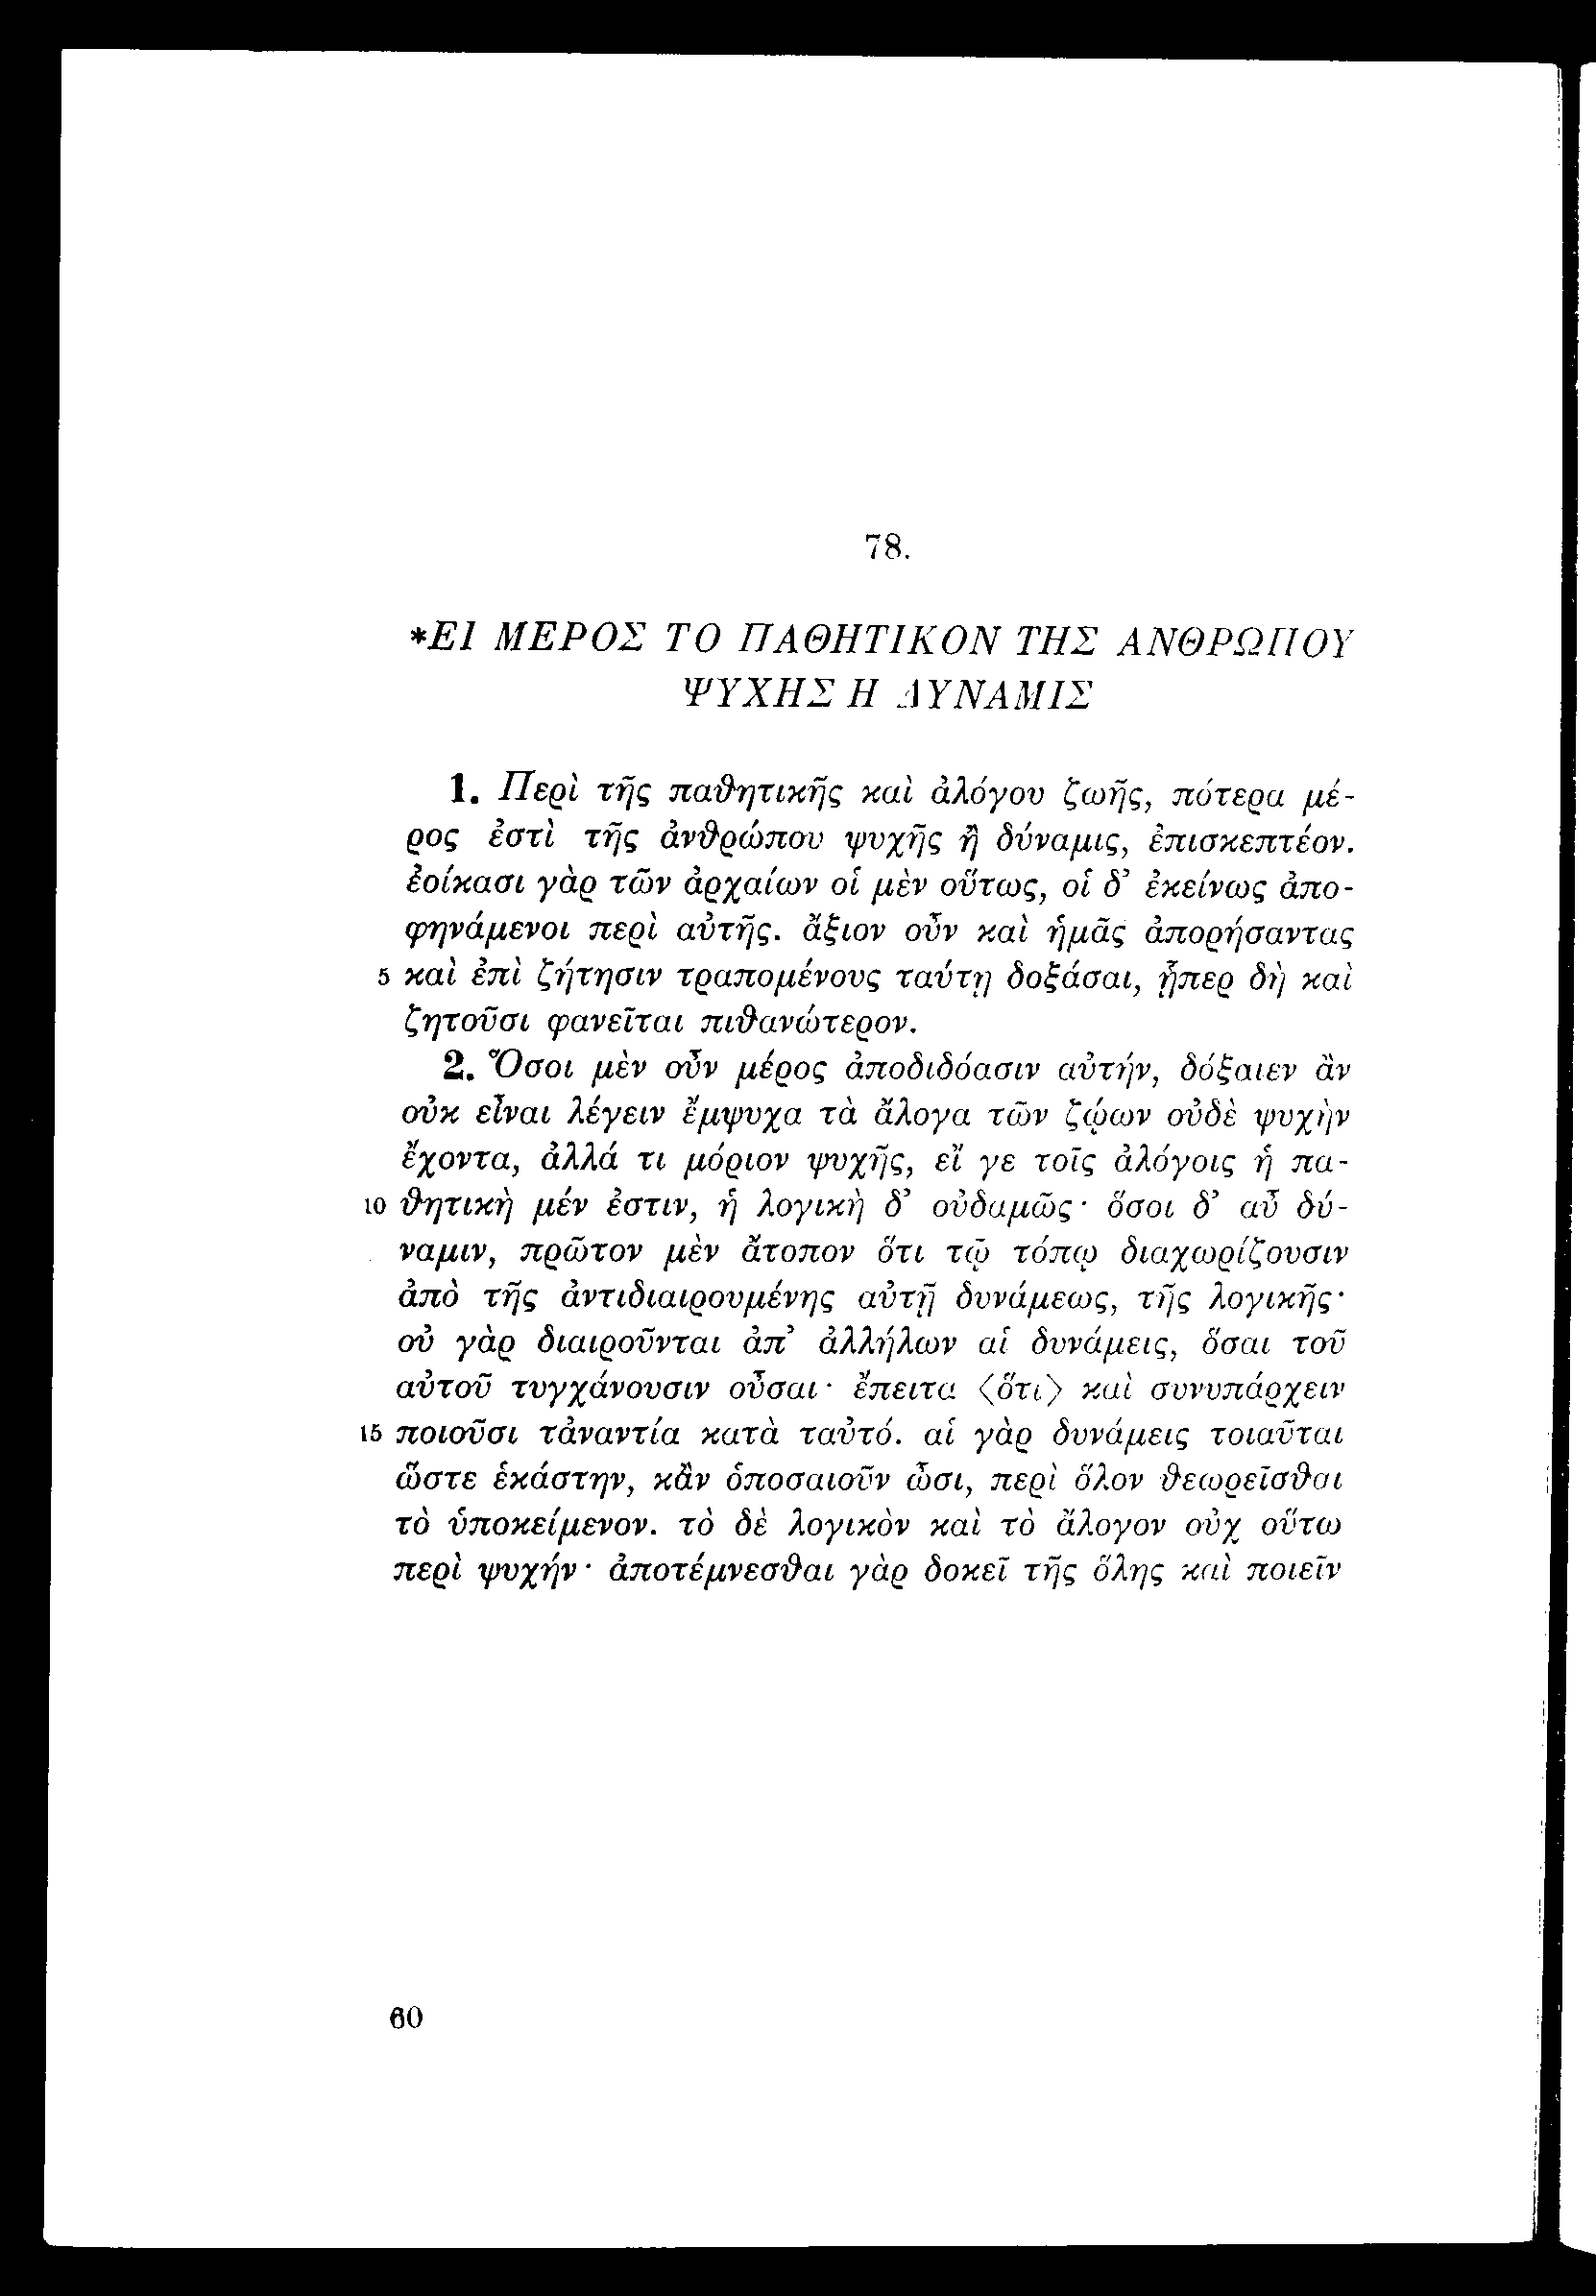 78.
*ΕΙ ΜΕΡΟΣ ΤΟ ΠΑΘΗΤΙΚΟΝ ΤΗΣ ΑΝΘΡΩΠΟΥ
ΨΥΧΗΣ Η ΔΥΝΑΜΙΣ
1. Περὶ τῆς παθητικῆς καὶ ἀλόγου ζωῆς, πότερα μέ-
ρος ἐστὶ τῆς ἀνθρώπου ψυχῆς ἢ δύναμις, ἐπισκεπτέον.
ἐοίκασι γὰρ τῶν ἀρχαίων οἱ μὲν οὕτως, οἱ δ’ ἐκείνως ἀπο-
φηνάμενοι περὶ αὐτῆς. ἄξιον οὖν καὶ ἡμᾶς ἀπορήσαντας
5 καὶ ἐπὶ ζήτησιν τραπομένους ταύτῃ δοξάσαι, ᾗπερ δὴ καὶ
ζητοῦσι φανεῖται πιθανώτερον.
2. Ὅσοι μὲν οὖν μέρος ἀποδιδόασιν αὐτήν, δόξαιεν ἂν
οὐκ εἶναι λέγειν ἔμψυχα τὰ ἄλογα τῶν ζῴων οὐδὲ ψυχὴν
ἔχοντα, ἀλλά τι μόριον ψυχῆς, εἴ γε τοῖς ἀλόγοις ἡ πα-
10 θητικὴ μέν ἐστιν, ἡ λογικὴ δ’ οὐδαμῶς· ὅσοι δ’ αὖ δύ-
ναμιν, πρῶτον μὲν ἄτοπον ὅτι τῷ τόπῳ διαχωρίζουσιν
ἀπὸ τῆς ἀντιδιαιρουμένης αὐτῇ δυνάμεως, τῆς λογικῆς·
οὐ γὰρ διαιροῦνται ἀπ’ ἀλλήλων αἱ δυνάμεις, ὅσαι τοῦ
αὐτοῦ τυγχάνουσιν οὖσαι· ἔπειτα ⟨ὅτι⟩ καὶ συνυπάρχειν
15 ποιοῦσι τἀναντία κατὰ ταὐτό. αἱ γὰρ δυνάμεις τοιαῦται
ὥστε ἑκάστην, κἂν ὁποσαιοῦν ὦσι, περὶ ὅλον θεωρεῖσθαι
τὸ ὑποκείμενον. τὸ δὲ λογικὸν καὶ τὸ ἄλογον οὐχ οὕτω
περὶ ψυχήν· ἀποτέμνεσθαι γὰρ δοκεῖ τῆς ὅλης καὶ ποιεῖν
60